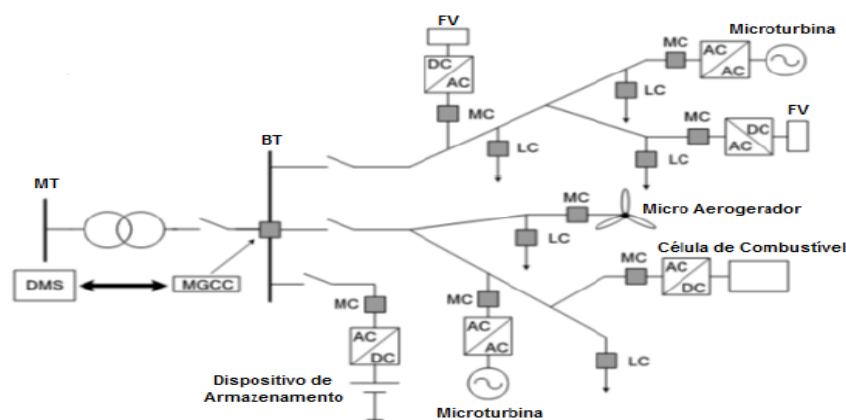 FV
Microturbina
DC
AC
MC
AC
AC
MC
LC
LC
MC
AC
DC
FV
LC
BT
MT
MC
Micro Aerogerador
LC
Célula de Combustível
MC
AC
DC
DMS
MGCC
MC
AC
DC
MC
AC
AC
LC
Dispositivo de
Armazenamento
Microturbina